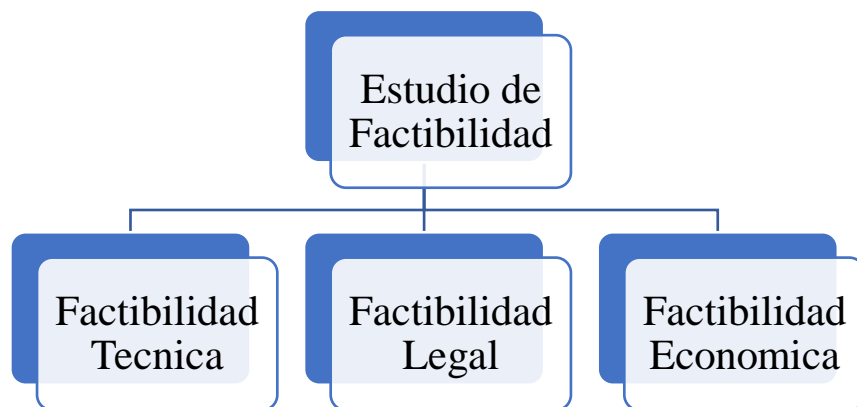 Estudio de
Factibilidad
Factibilidad
Tecnica
Factibilidad
Legal
Factibilidad
Economica